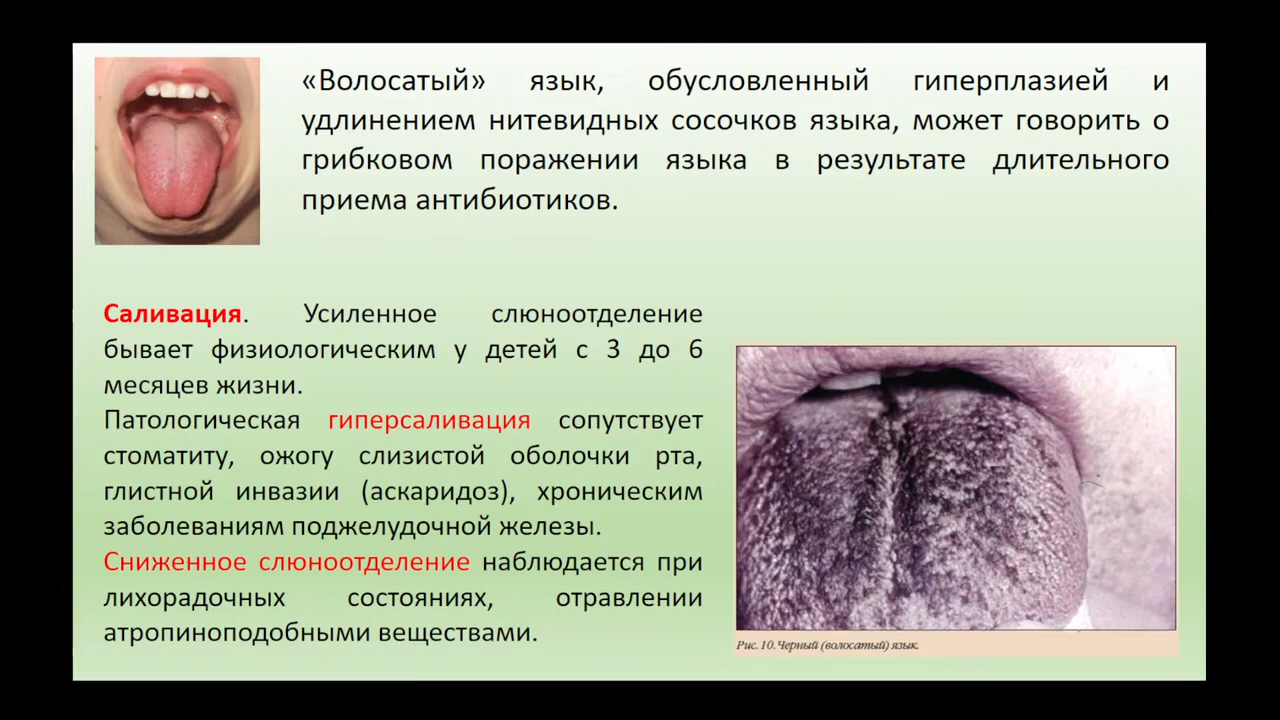 «Волосатый» язык, обусловленный гиперплазией и
удлинением нитевидных сосочков языка, может говорить о
грибковом поражении языка в результате длительного
приема антибиотиков.
Саливация. Усиленное слюноотделение
бывает физиологическим у детей с 3 до 6
месяцев жизни.
Патологическая гиперсаливация сопутствует
стоматиту, ожогу слизистой оболочки рта,
глистной инвазии (аскаридоз), хроническим
заболеваниям поджелудочной железы.
Сниженное слюноотделение наблюдается при
лихорадочных состояниях, отравлении
атропиноподобными веществами.
Рис. 10. Черный (волосатый) язык.